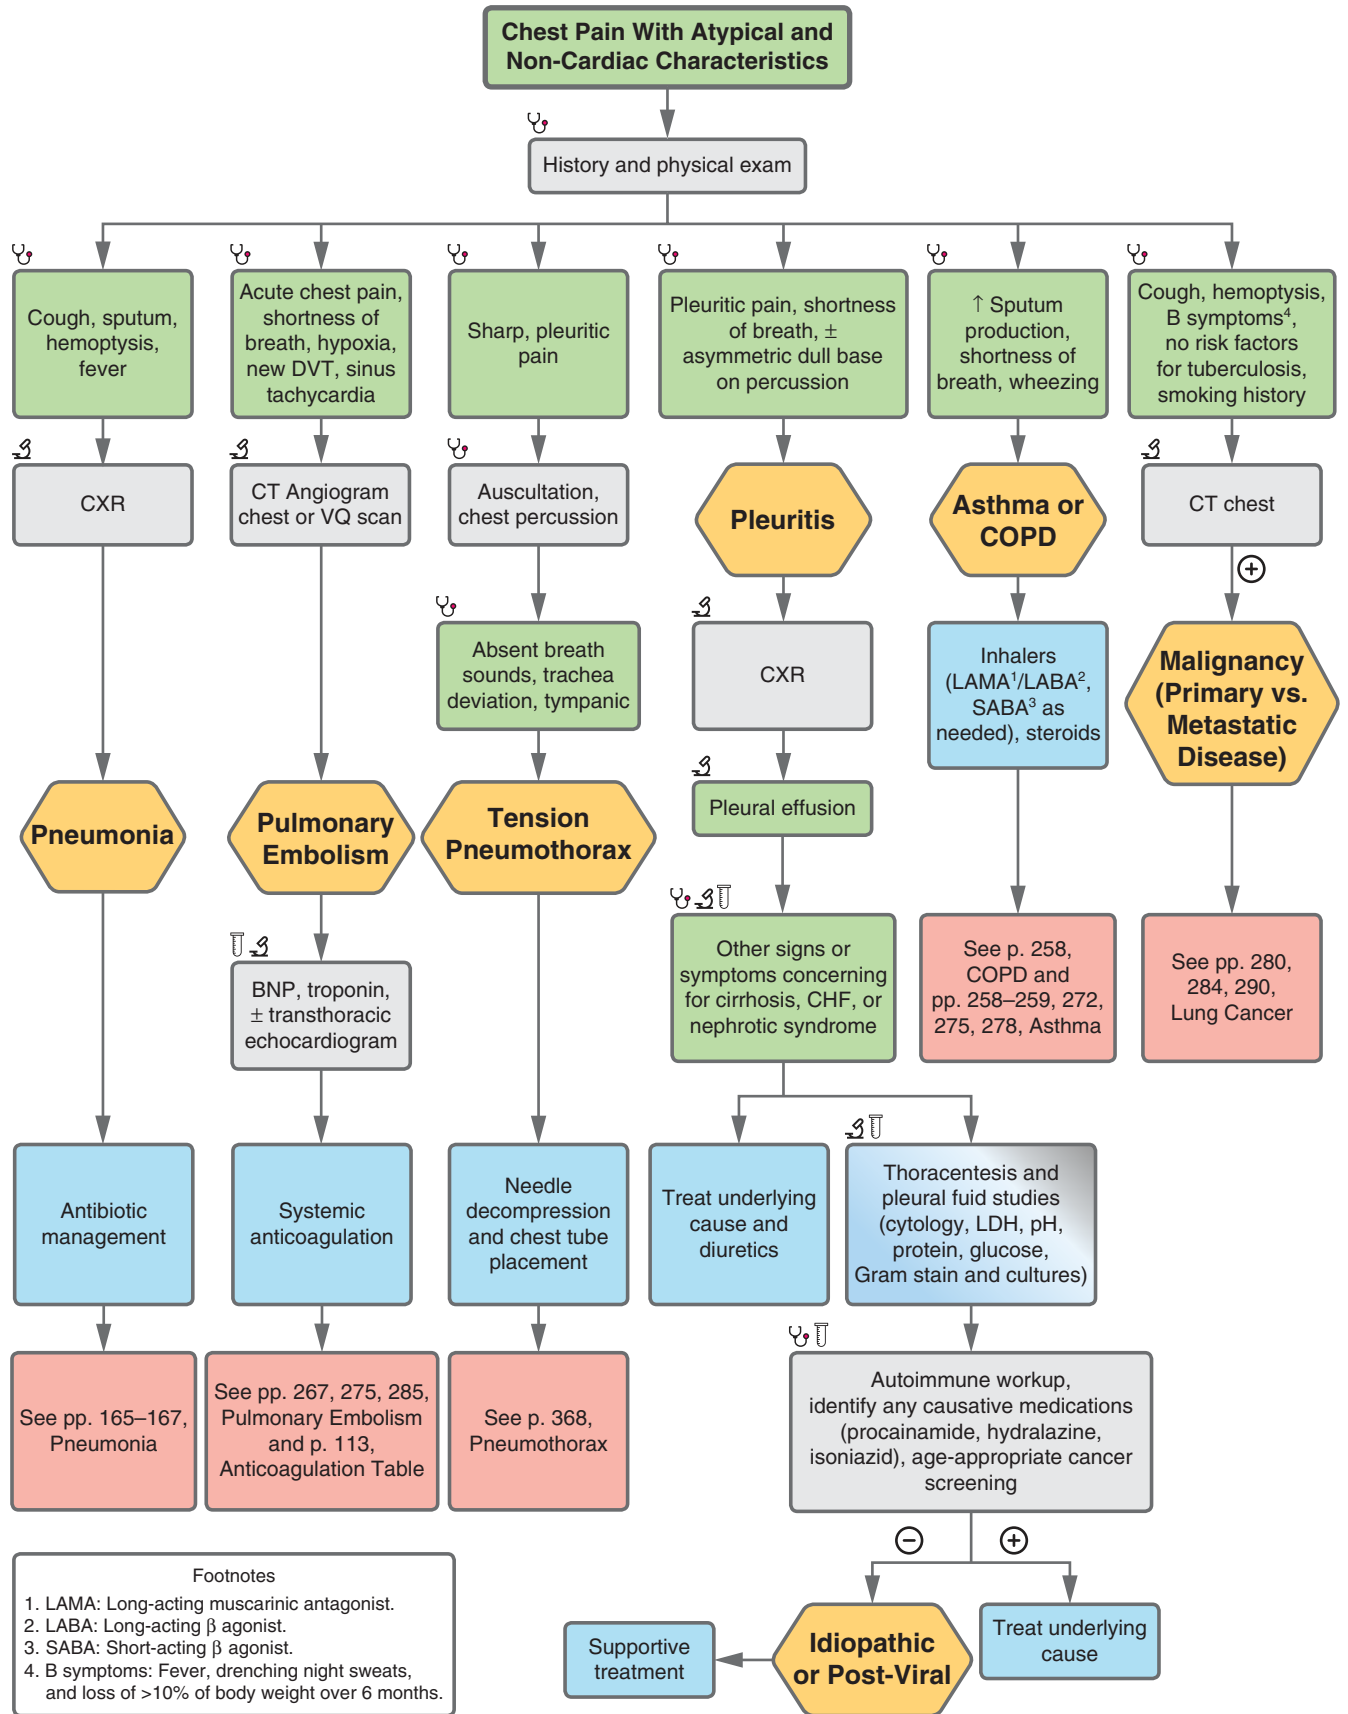 Chest Pain With Atypical and
Non-Cardiac Characteristics
History and physical exam
Cough, sputum,
hemoptysis,
fever
Acute chest pain,
shortness of
breath, hypoxia,
new DVT, sinus
tachycardia
Sharp, pleuritic
pain
Pleuritic pain, shortness
of breath, ±
asymmetric dull base
on percussion
↑ Sputum
production,
shortness of
breath, wheezing
Cough, hemoptysis,
B symptoms⁴,
no risk factors
for tuberculosis,
smoking history
CXR
CT Angiogram
chest or VQ scan
Auscultation,
chest percussion
Pleuritis
Asthma or
COPD
CT chest
+
Absent breath
sounds, trachea
deviation, tympanic
CXR
Inhalers
(LAMA¹/LABA²,
SABA³ as
needed), steroids
Malignancy
(Primary vs.
Metastatic
Disease)
Pneumonia
Pulmonary
Embolism
Tension
Pneumothorax
Pleural effusion
BNP, troponin,
± transthoracic
echocardiogram
Other signs or
symptoms concerning
for cirrhosis, CHF, or
nephrotic syndrome
See p. 258,
COPD and
pp. 258–259, 272,
275, 278, Asthma
See pp. 280,
284, 290,
Lung Cancer
Antibiotic
management
Systemic
anticoagulation
Needle
decompression
and chest tube
placement
Treat underlying
cause and
diuretics
Thoracentesis and
pleural fuid studies
(cytology, LDH, pH,
protein, glucose,
Gram stain and cultures)
See pp. 165–167,
Pneumonia
See pp. 267, 275, 285,
Pulmonary Embolism
and p. 113,
Anticoagulation Table
See p. 368,
Pneumothorax
Autoimmune workup,
identify any causative medications
(procainamide, hydralazine,
isoniazid), age-appropriate cancer
screening
− +
Supportive
treatment
Idiopathic
or Post-Viral
Treat underlying
cause
Footnotes
1. LAMA: Long-acting muscarinic antagonist.
2. LABA: Long-acting β agonist.
3. SABA: Short-acting β agonist.
4. B symptoms: Fever, drenching night sweats,
and loss of >10% of body weight over 6 months.